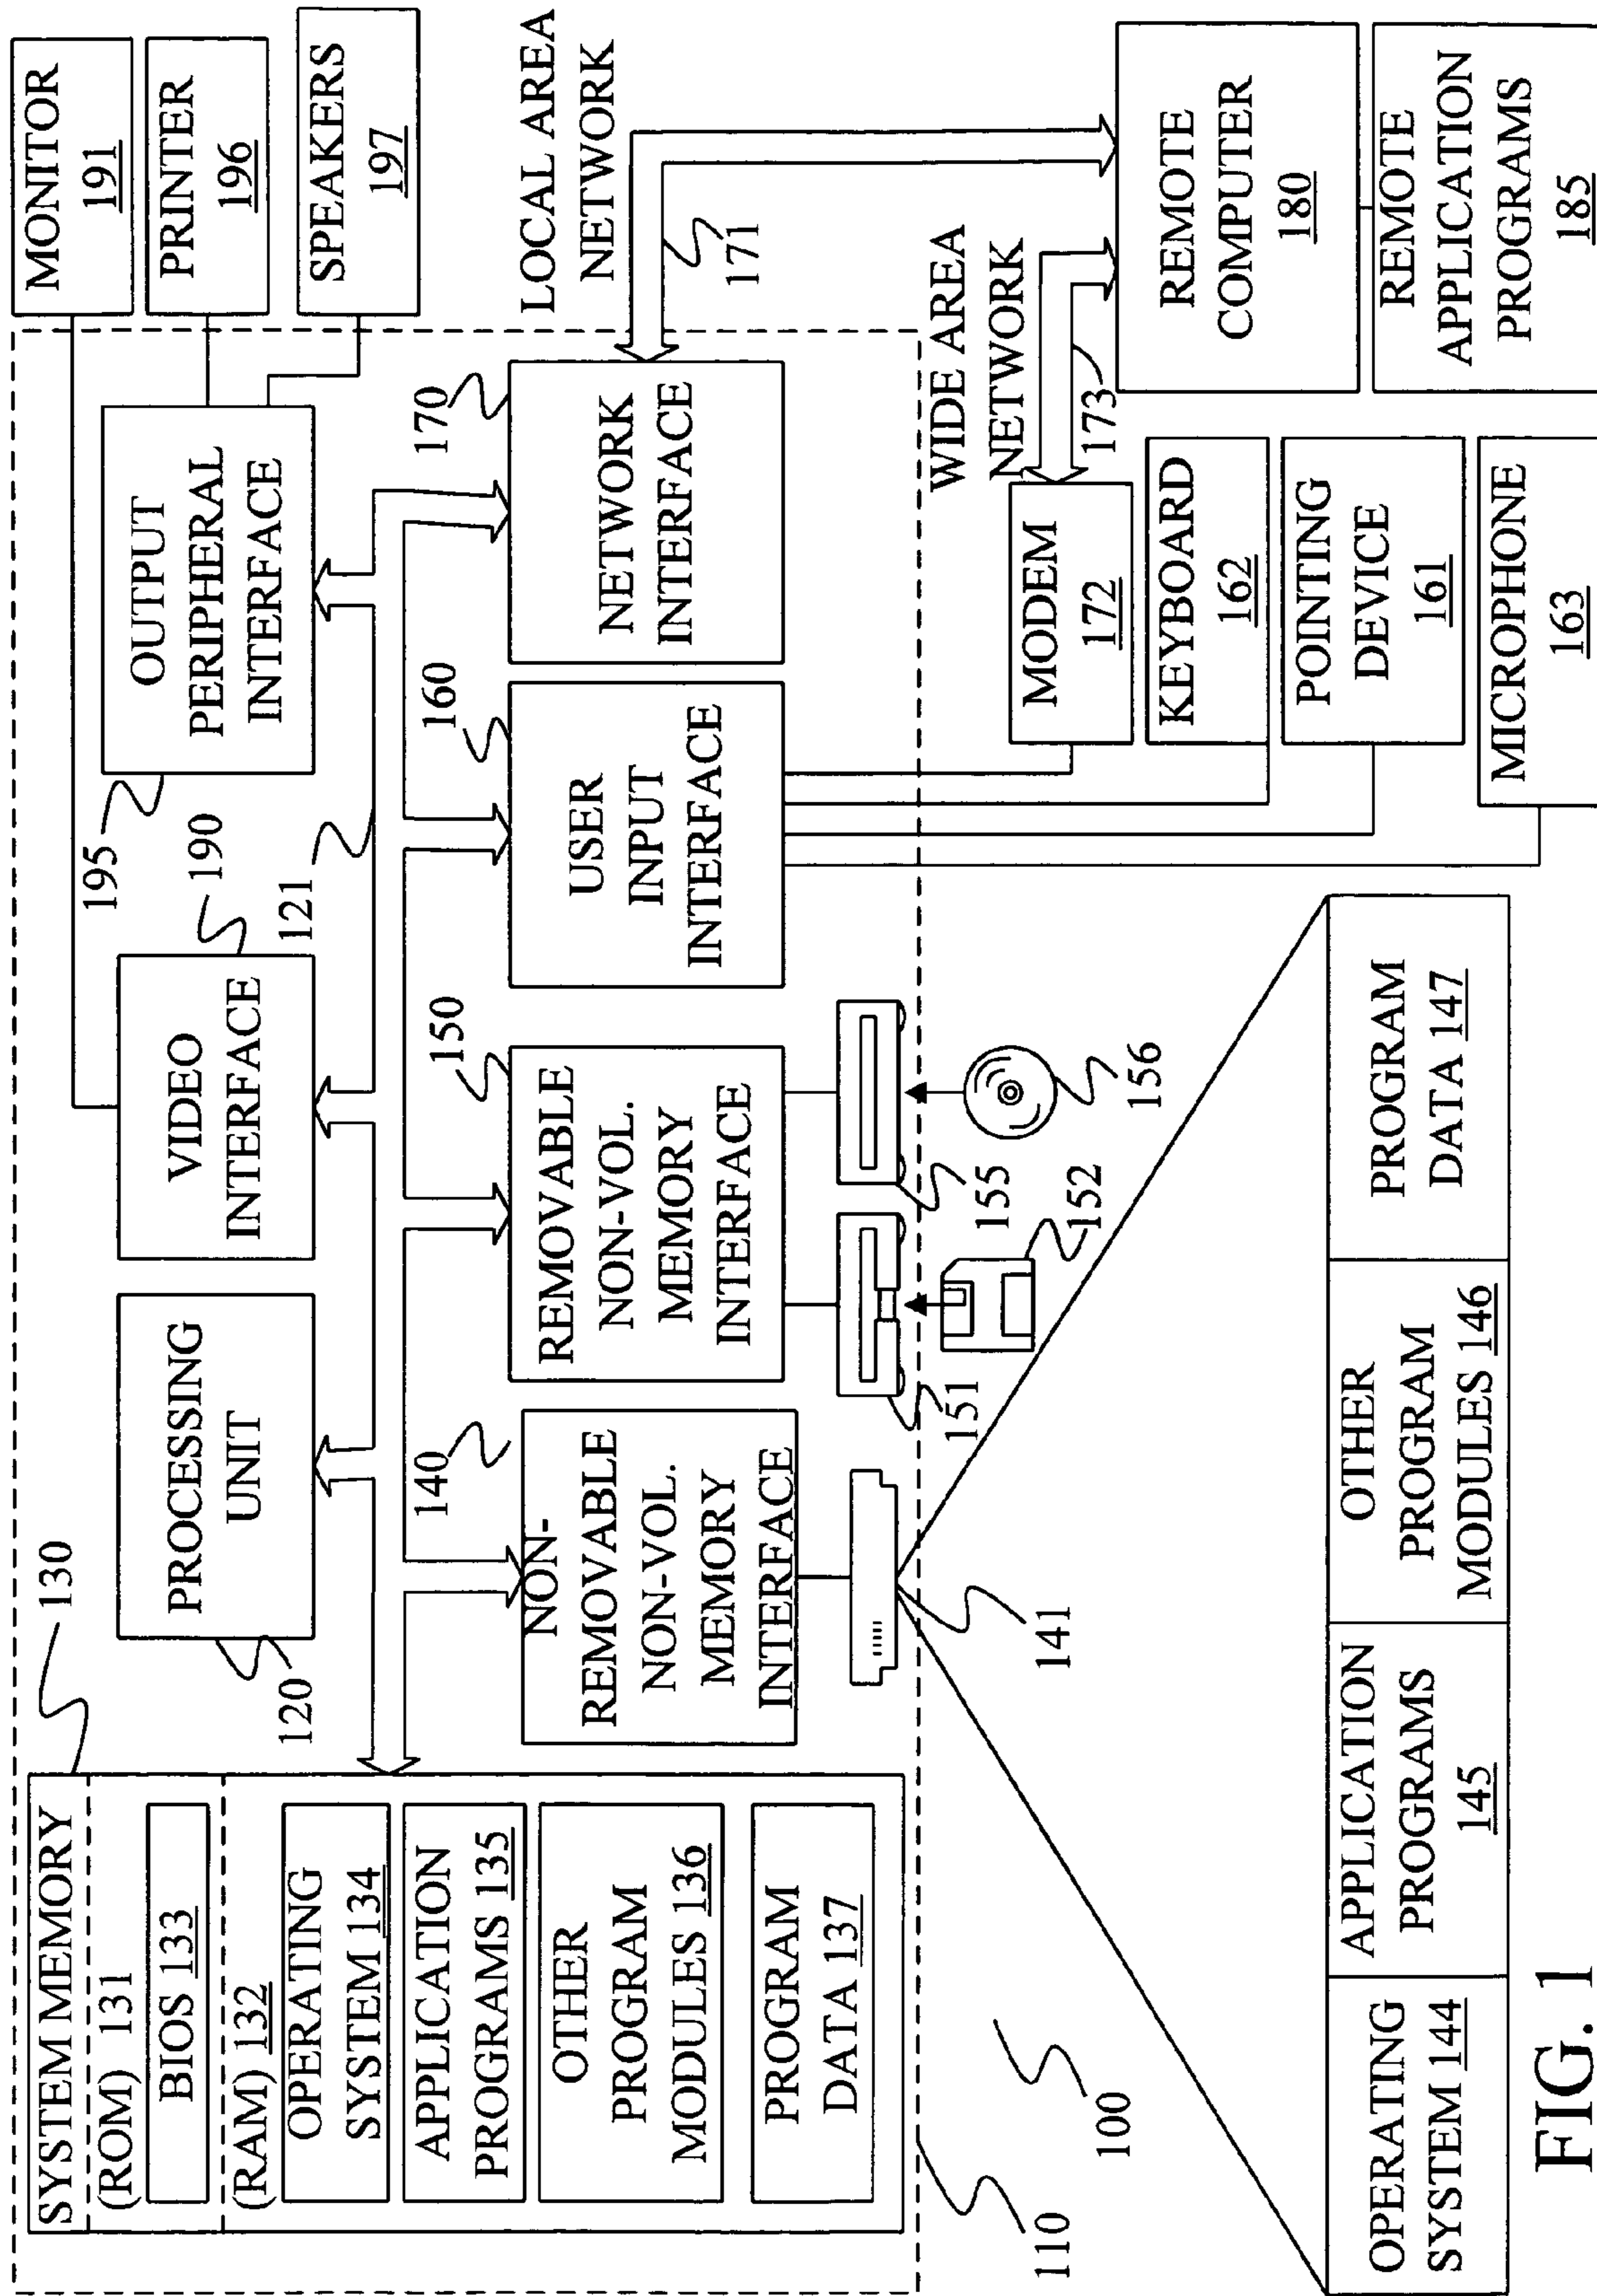 SYSTEM MEMORY
(ROM) 131
BIOS 133
(RAM) 132
OPERATING
SYSTEM 134
APPLICATION
PROGRAMS 135
OTHER
PROGRAM
MODULES 136
PROGRAM
DATA 137
130
120
PROCESSING
UNIT
VIDEO
INTERFACE
190
121
195
OUTPUT
PERIPHERAL
INTERFACE
MONITOR
191
PRINTER
196
SPEAKERS
197
140
NON-
REMOVABLE
NON-VOL.
MEMORY
INTERFACE
150
REMOVABLE
NON-VOL.
MEMORY
INTERFACE
160
USER
INPUT
INTERFACE
170
NETWORK
INTERFACE
LOCAL AREA
NETWORK
171
WIDE AREA
NETWORK
173
141
151
152
155
156
MODEM
172
KEYBOARD
162
POINTING
DEVICE
161
MICROPHONE
163
REMOTE
COMPUTER
180
REMOTE
APPLICATION
PROGRAMS
185
110
100
OPERATING
SYSTEM 144
APPLICATION
PROGRAMS
145
OTHER
PROGRAM
MODULES 146
PROGRAM
DATA 147
FIG. 1